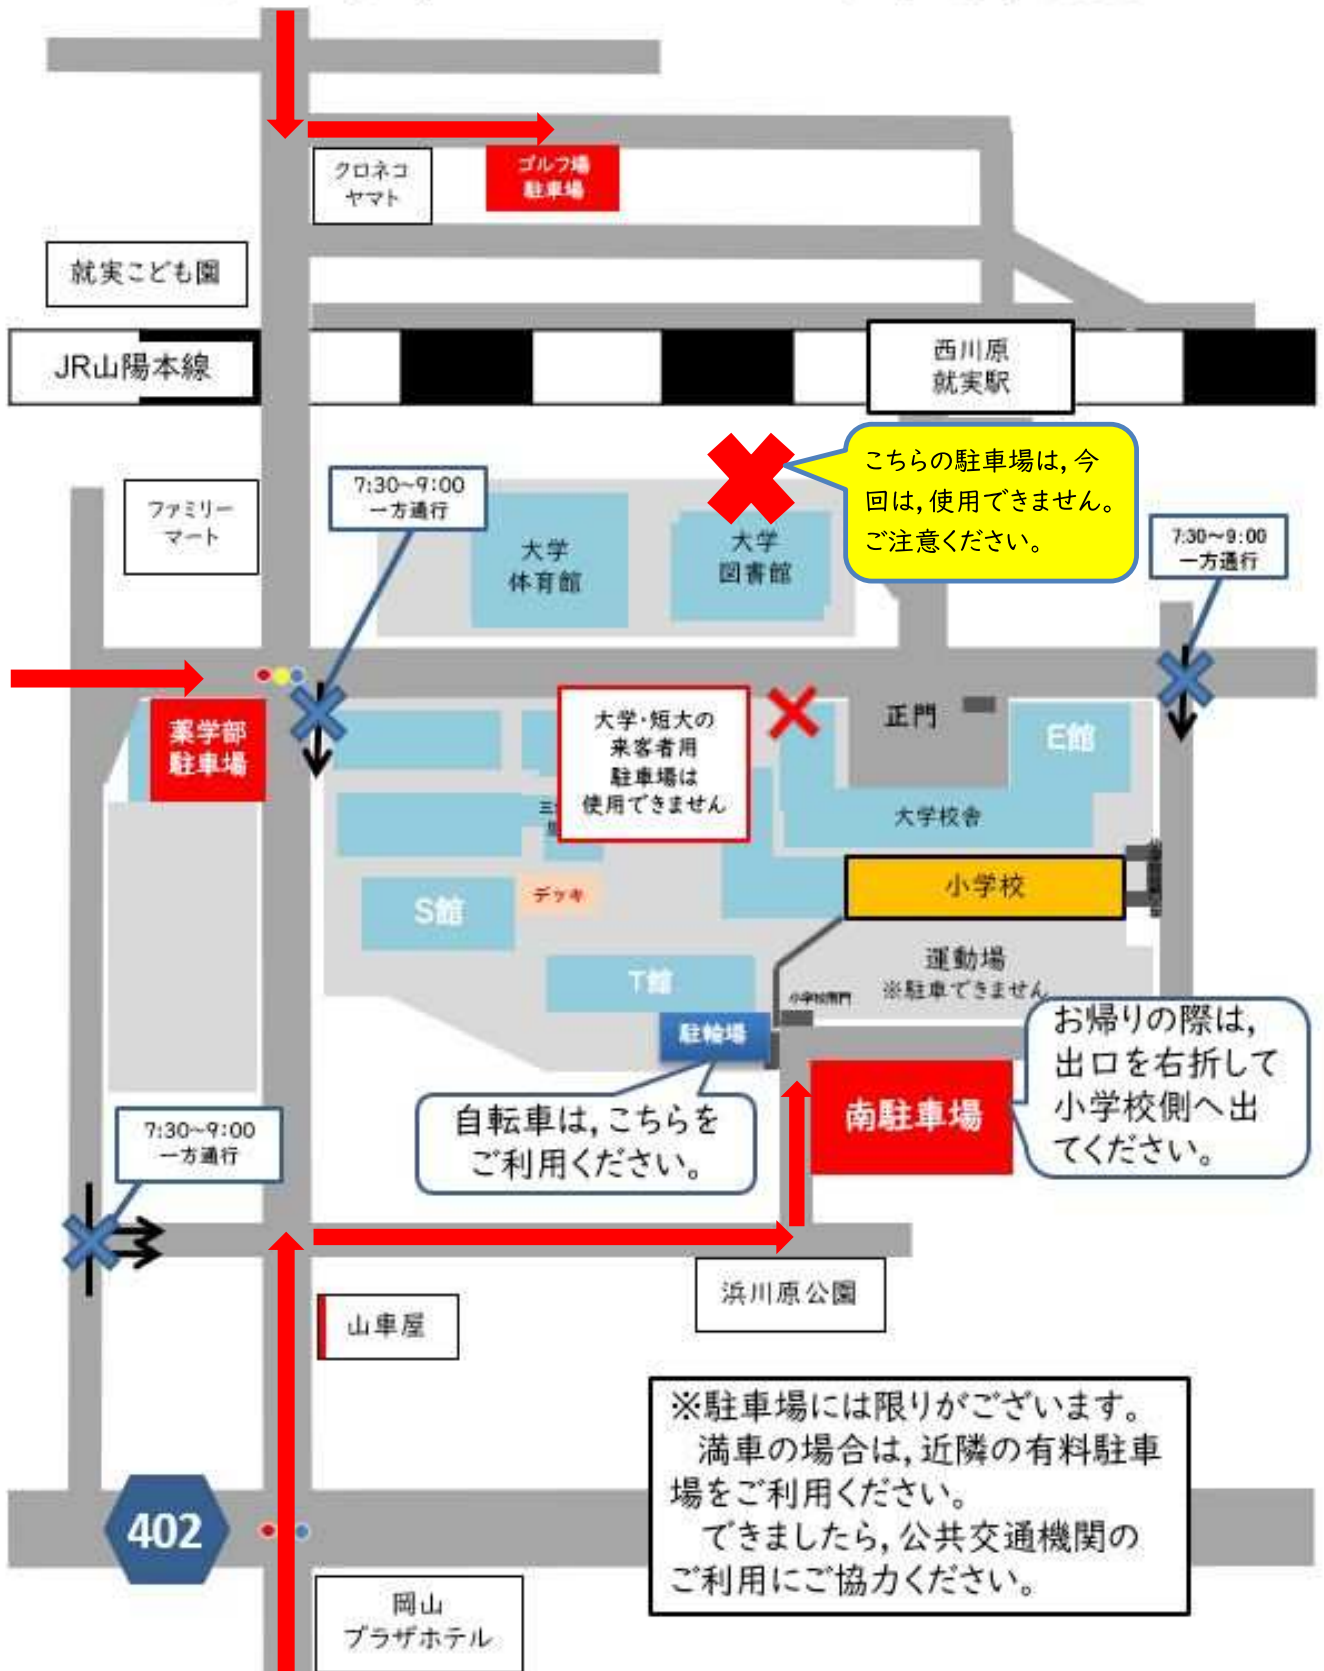 クロネコ
ヤマト
ゴルフ場
駐車場
就実こども園
JR山陽本線
西川原
就実駅
7:30~9:00
一方通行
ファミリー
マート
大学
体育館
大学
図書館
こちらの駐車場は,今
回は,使用できません。
ご注意ください。
7:30~9:00
一方通行
薬学部
駐車場
大学・短大の
来客者用
駐車場は
使用できません
正門
E館
大学校舎
小学校
S館
デッキ
T館
運動場
※駐車できません
小学校南門
駐輪場
お帰りの際は,
出口を右折して
小学校側へ出
てください。
南駐車場
自転車は,こちらを
ご利用ください。
7:30~9:00
一方通行
浜川原公園
山車屋
※駐車場には限りがございます。
満車の場合は,近隣の有料駐車
場をご利用ください。
できましたら,公共交通機関の
ご利用にご協力ください。
402
岡山
プラザホテル